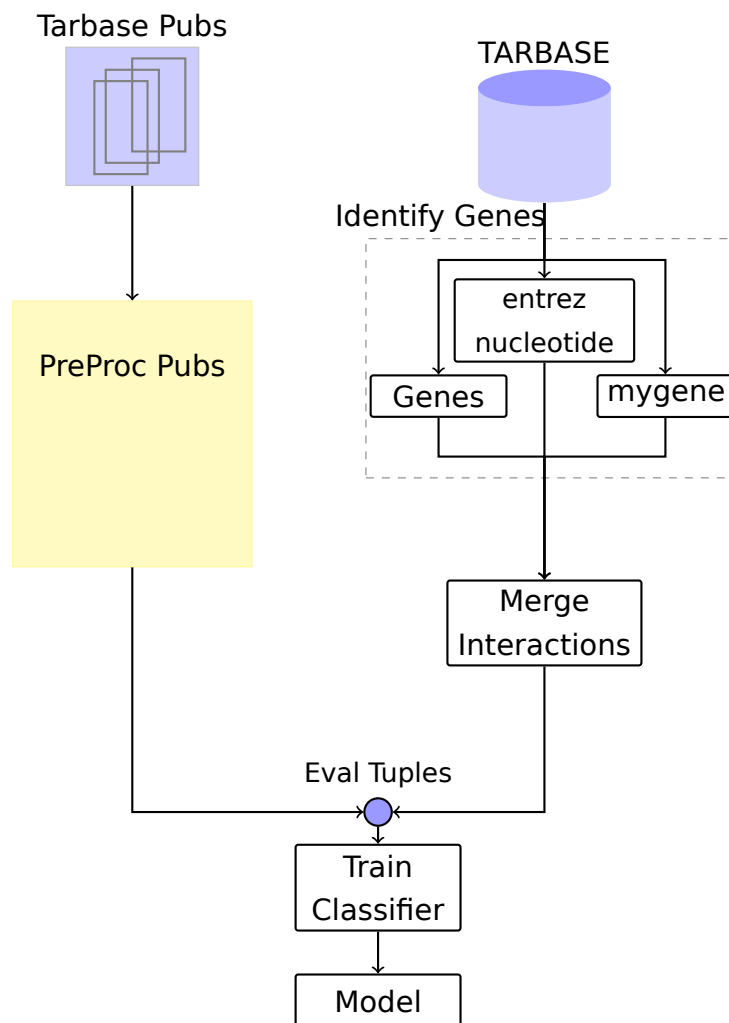 Tarbase Pubs
TARBASE
Identify Genes
entrez
nucleotide
PreProc Pubs
Genes
mygene
Merge
Interactions
Eval Tuples
Train
Classifier
Model